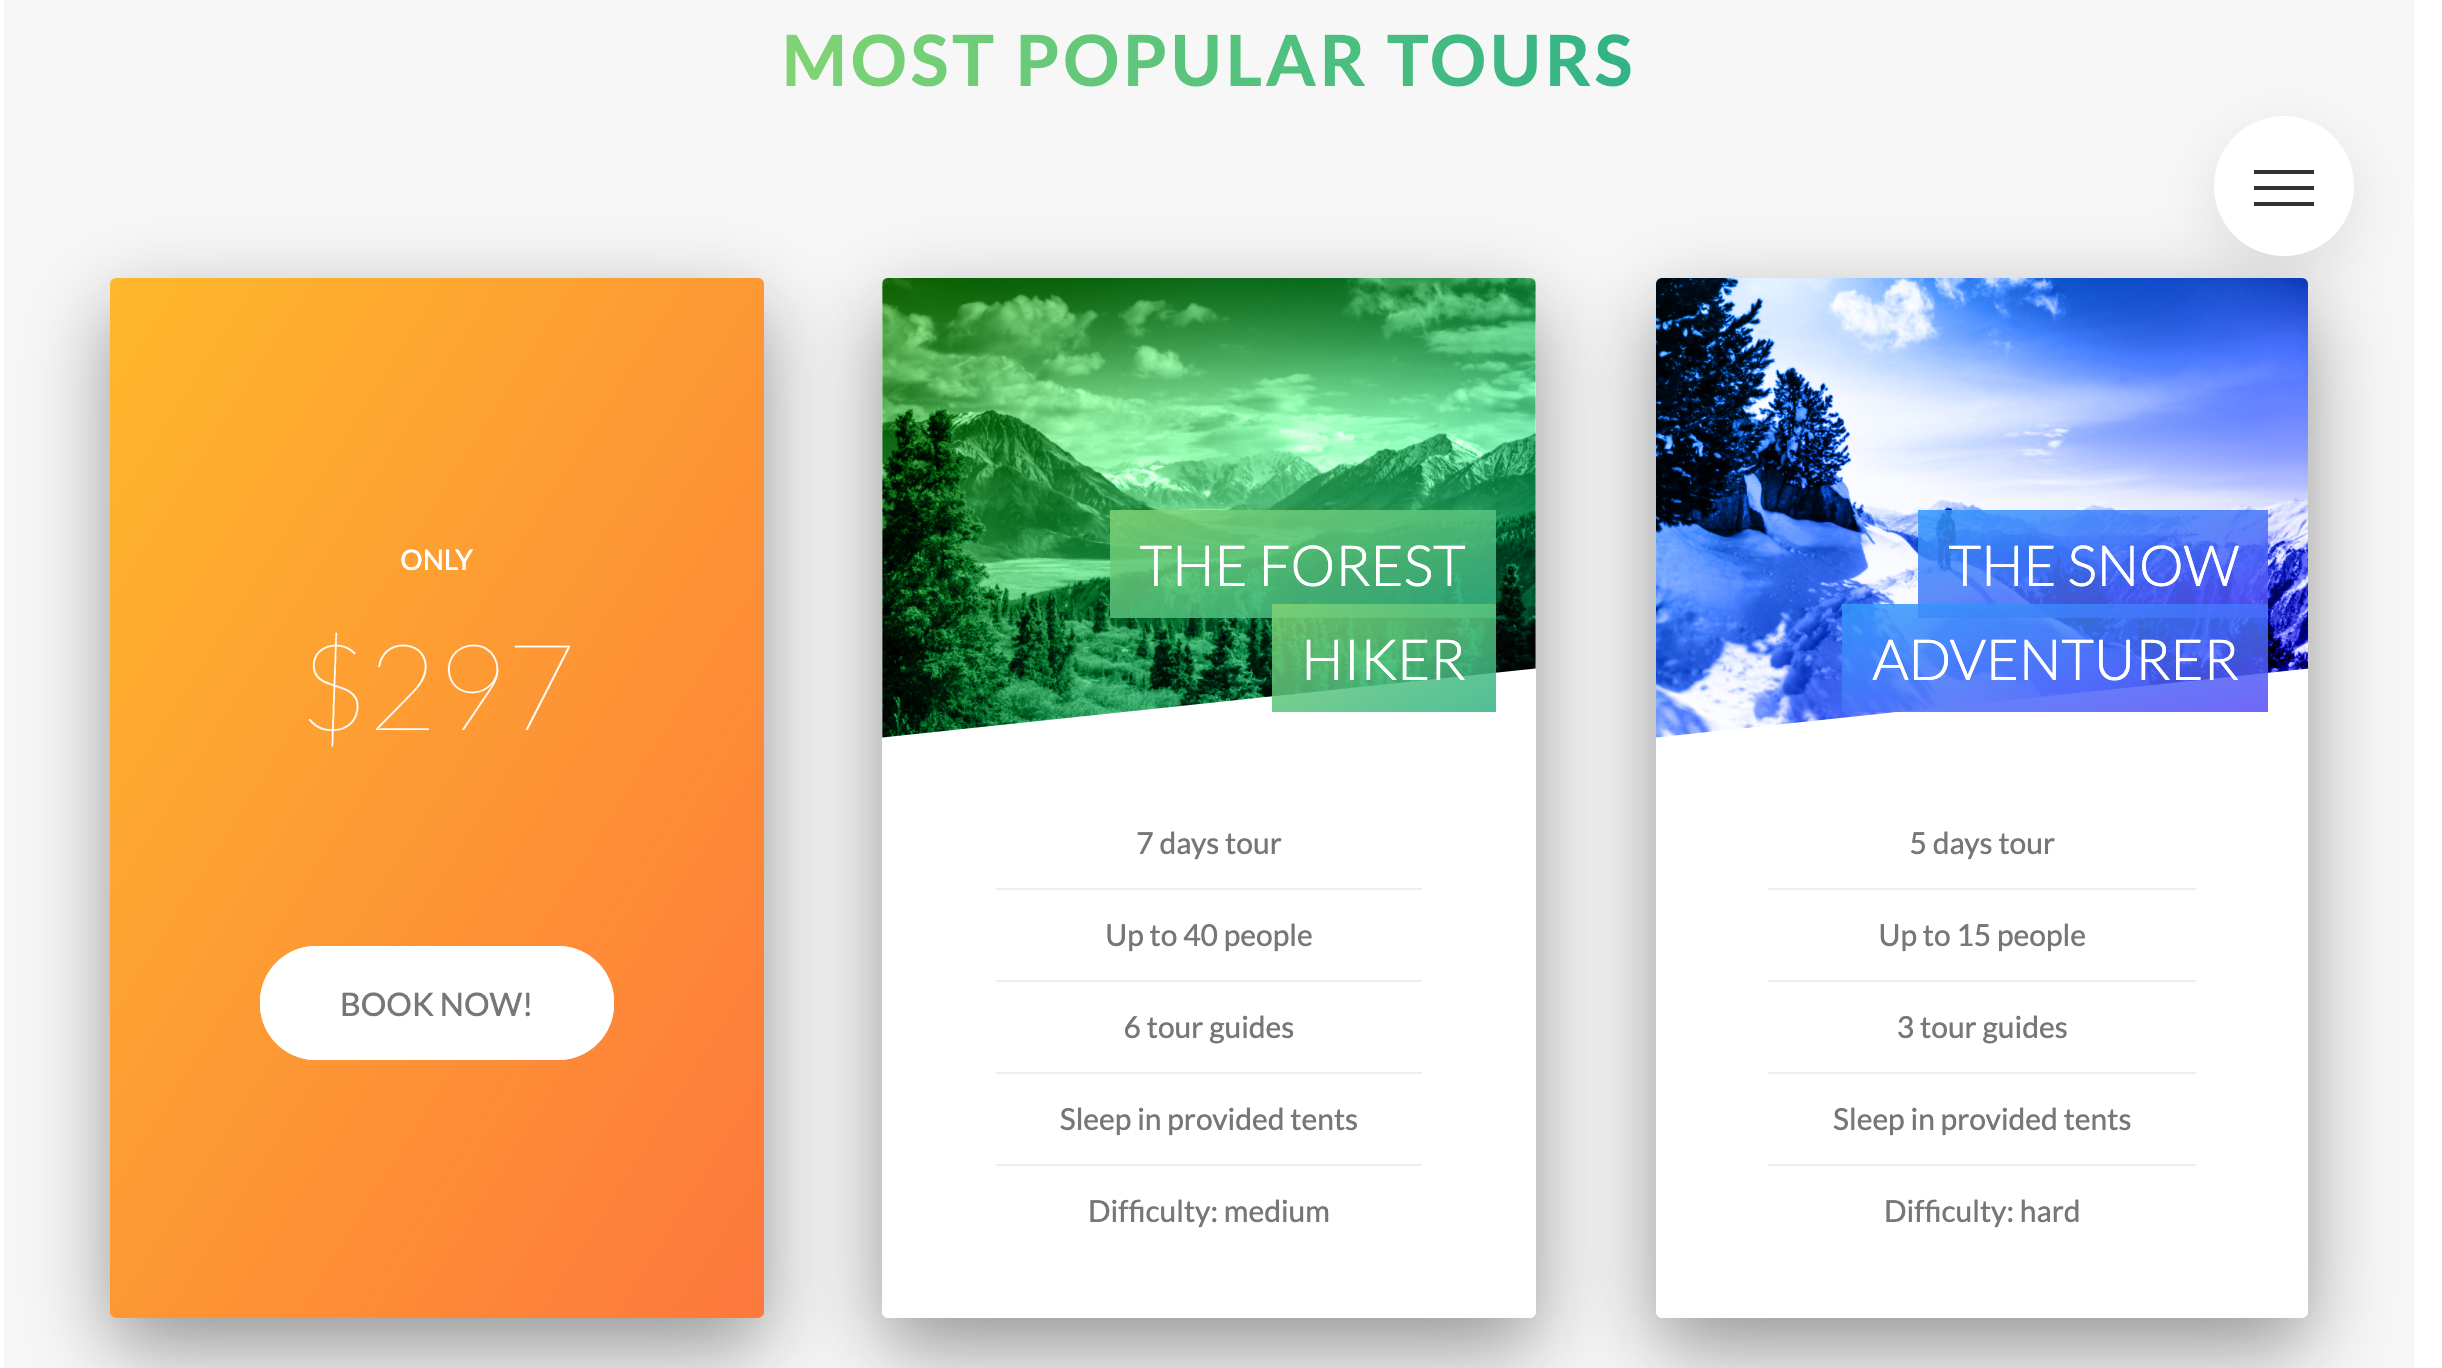 MOST POPULAR TOURS
ONLY
$297
BOOK NOW!
THE FOREST
HIKER
7 days tour
Up to 40 people
6 tour guides
Sleep in provided tents
Difficulty: medium
THE SNOW
ADVENTURER
5 days tour
Up to 15 people
3 tour guides
Sleep in provided tents
Difficulty: hard